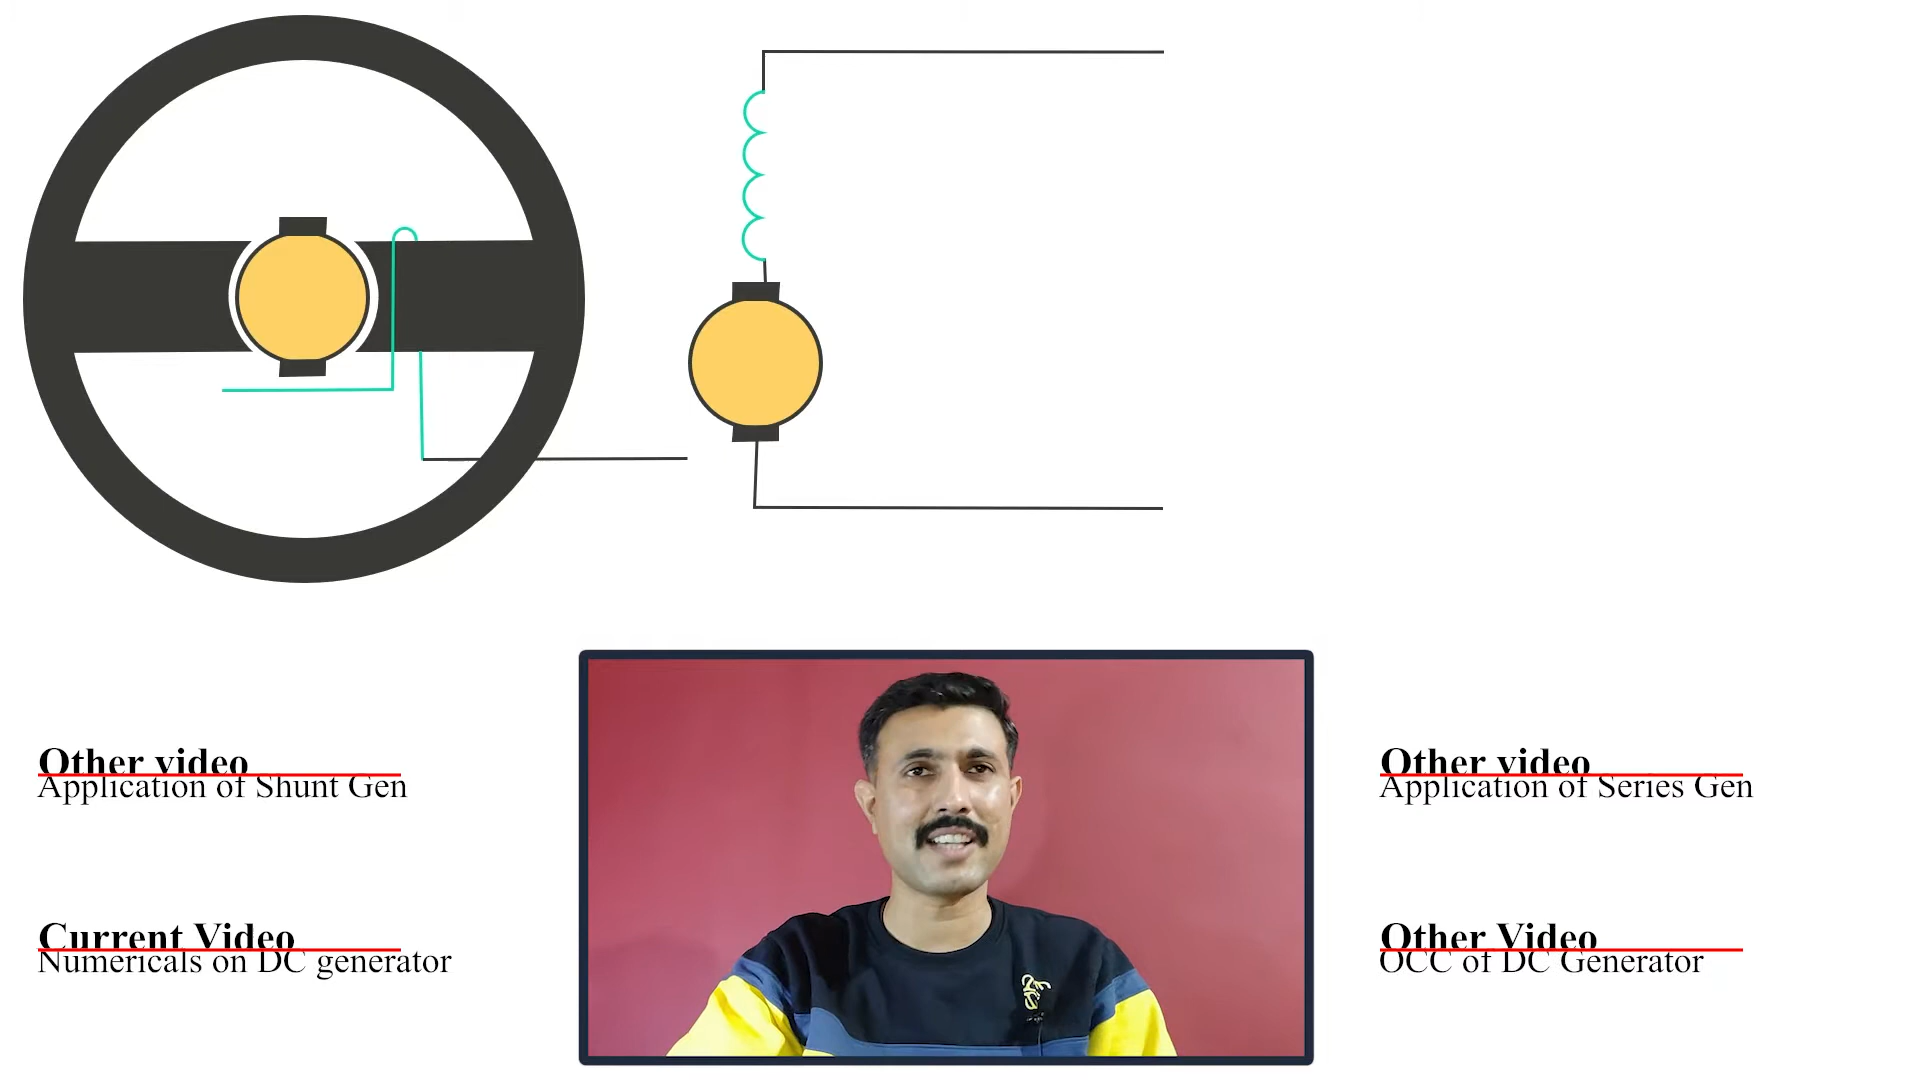 Other video
Application of Shunt Gen
Current Video
Numericals on DC generator
Other video
Application of Series Gen
Other Video
OCC of DC Generator